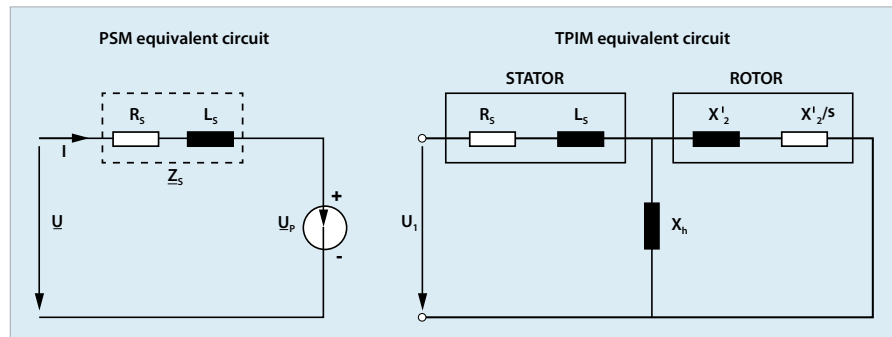 PSM equivalent circuit
R_S
L_S
I
Z_S
U
U_P
+
-
TPIM equivalent circuit
STATOR
ROTOR
R_S
L_S
X'_2
X'_2/s
U_1
X_h